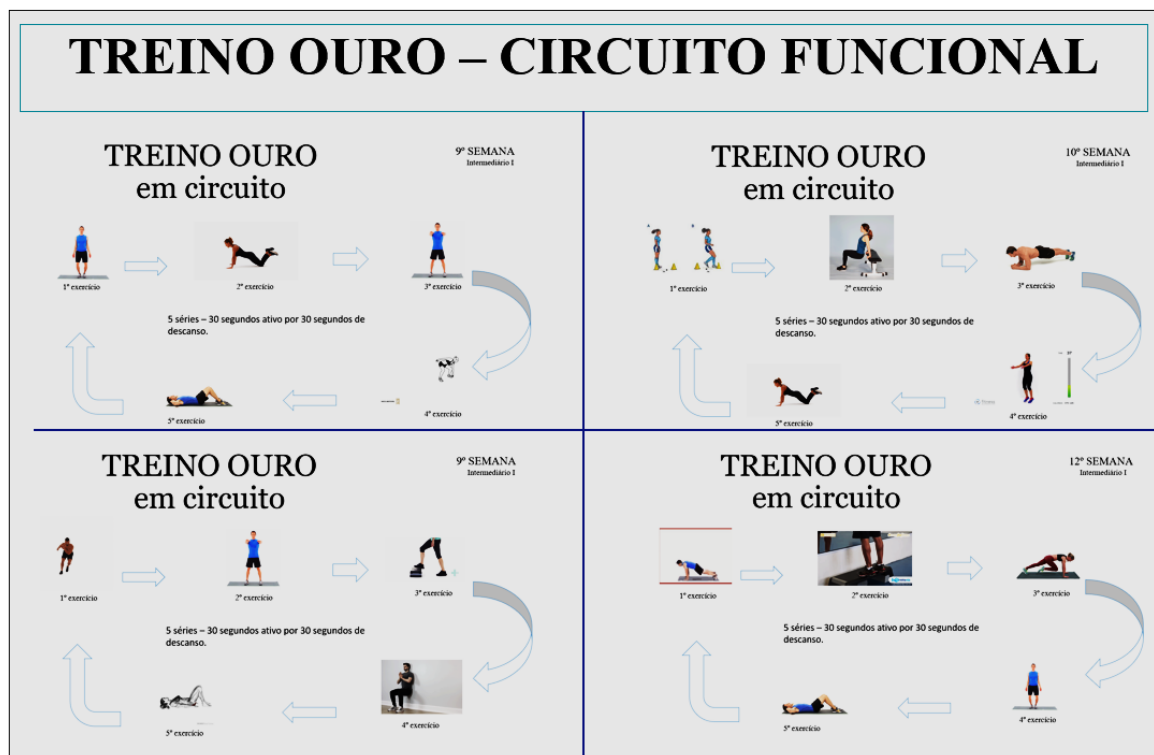 TREINO OURO – CIRCUITO FUNCIONAL
TREINO OURO
em circuito
9º SEMANA
Intermediário I
1º exercício
2º exercício
3º exercício
5 séries – 30 segundos ativo por 30 segundos de
descanso.
4º exercício
5º exercício
TREINO OURO
em circuito
10º SEMANA
Intermediário I
A
B
1º exercício
2º exercício
3º exercício
5 séries – 30 segundos ativo por 30 segundos de
descanso.
4º exercício
5º exercício
TREINO OURO
em circuito
9º SEMANA
Intermediário I
1º exercício
2º exercício
3º exercício
5 séries – 30 segundos ativo por 30 segundos de
descanso.
4º exercício
5º exercício
TREINO OURO
em circuito
12º SEMANA
Intermediário I
1º exercício
2º exercício
3º exercício
5 séries – 30 segundos ativo por 30 segundos de
descanso.
4º exercício
5º exercício